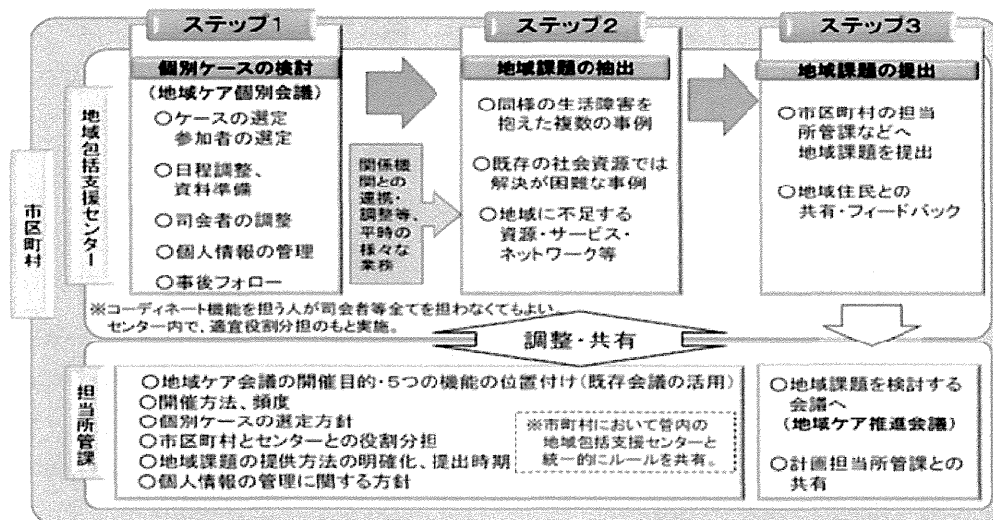 ステップ1
ステップ2
ステップ3
個別ケースの検討
(地域ケア個別会議)
○ケースの選定
参加者の選定
○日程調整、
資料準備
○司会者の調整
○個人情報の管理
○事後フォロー
関係機
関との
連携・
調整等、
平時の
様々な
業務
地域課題の抽出
○同様の生活障害を
抱えた複数の事例
○既存の社会資源では
解決が困難な事例
○地域に不足する
資源・サービス・
ネットワーク等
地域課題の提出
○市区町村の担当
所管課などへ
地域課題を提出
○地域住民との
共有・フィードバック
市区町村
地域包括支援センター
※コーディネート機能を担う人が司会者等全てを担わなくてもよい。
センター内で、適宜役割分担のもと実施。
調整・共有
担当所管課
○地域ケア会議の開催目的・5つの機能の位置付け(既存会議の活用)
○開催方法、頻度
○個別ケースの選定方針
○市区町村とセンターとの役割分担
○地域課題の提供方法の明確化、提出時期
○個人情報の管理に関する方針
※市町村において管内の
地域包括支援センターと
統一的にルールを共有。
○地域課題を検討する
会議へ
(地域ケア推進会議)
○計画担当所管課との
共有